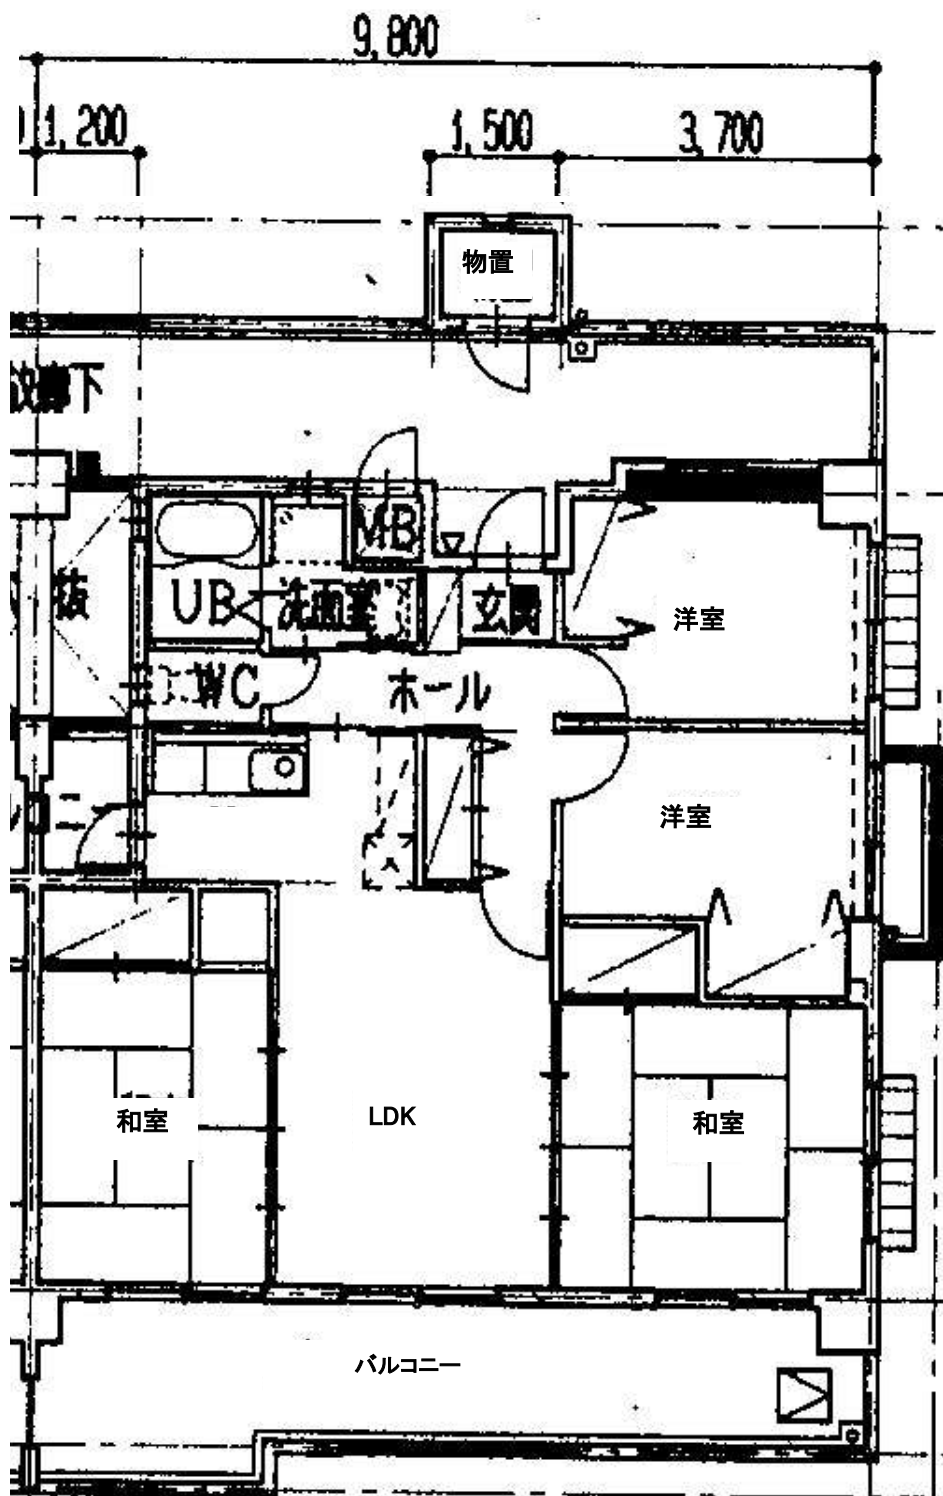 9,800
1,200
1,500
3,700
物置
廊下
MB
UB
洗面室
玄関
抜
洋室
WC
ホール
洋室
和室
LDK
和室
バルコニー